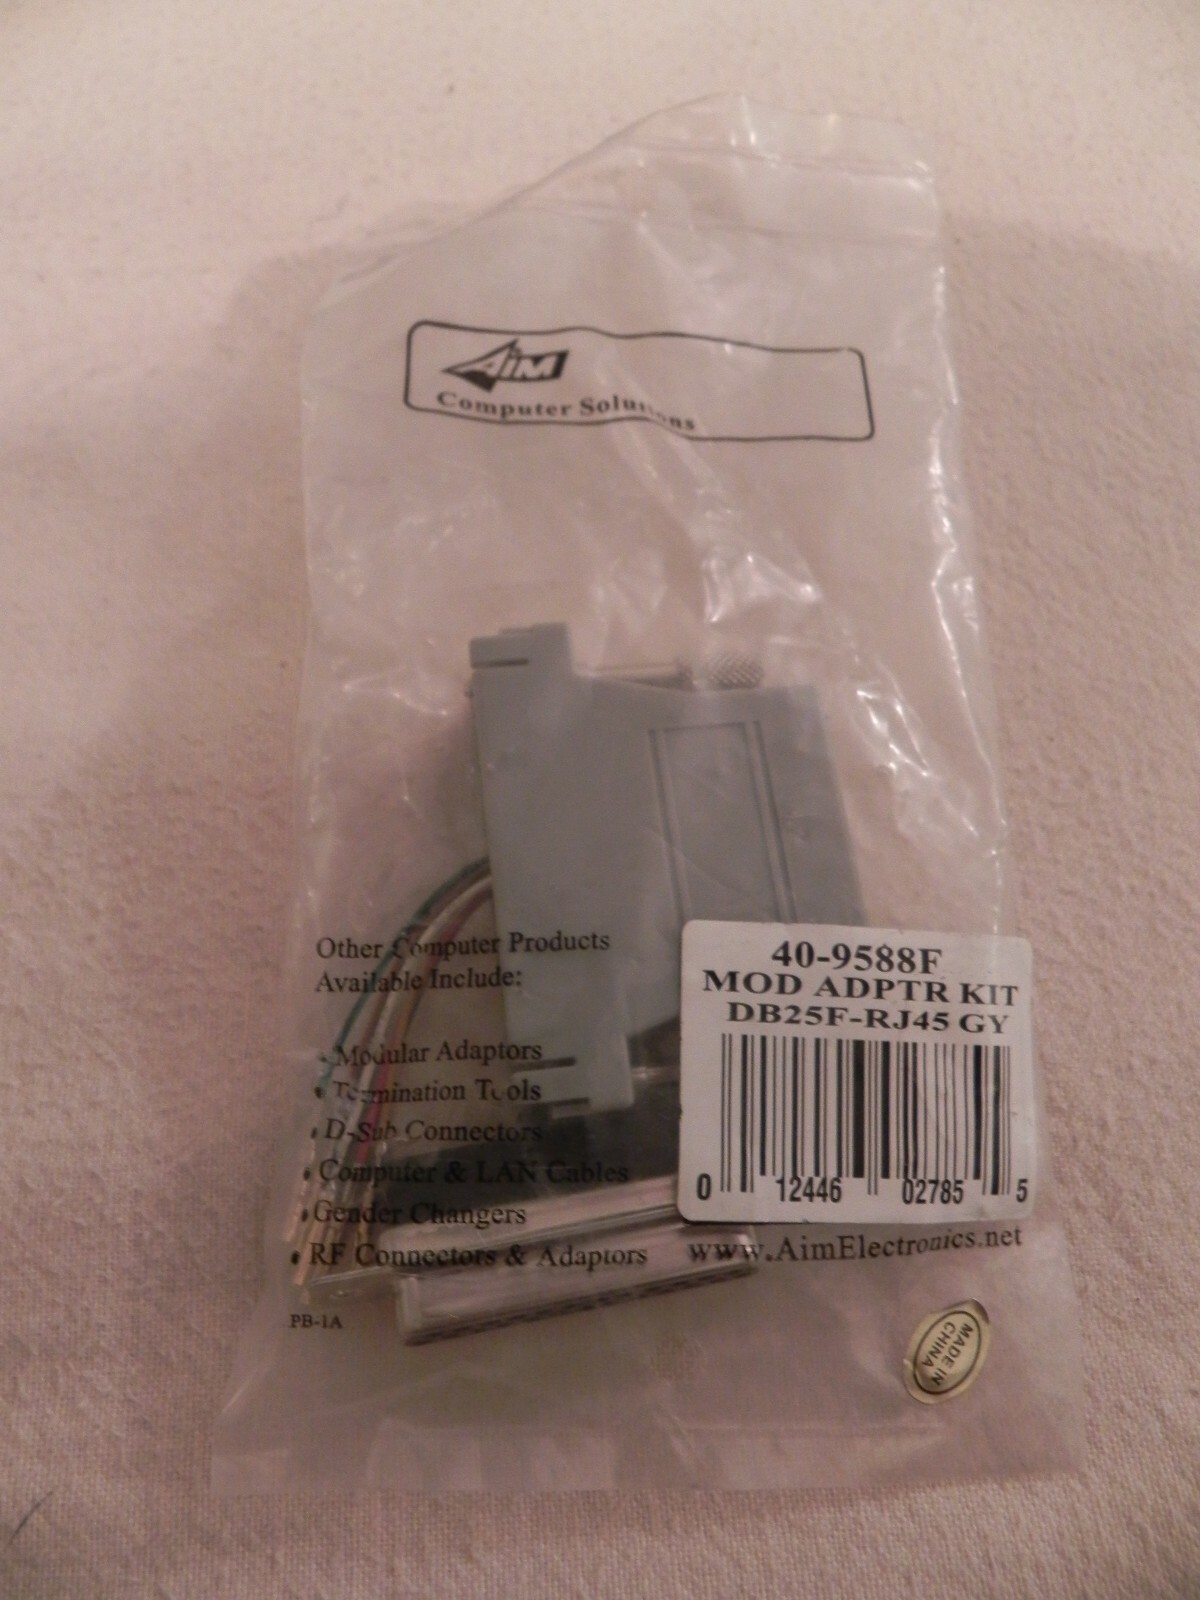 AiM
Computer Solutions
Other Computer Products
Available Include:
• Modular Adaptors
• Termination Tools
• D-Sub Connectors
• Computer & LAN Cables
• Gender Changers
• RF Connectors & Adaptors
PB-1A
40-9588F
MOD ADPTR KIT
DB25F-RJ45 GY
0 12446 02785 5
www.AimElectronics.net
MADE IN
CHINA